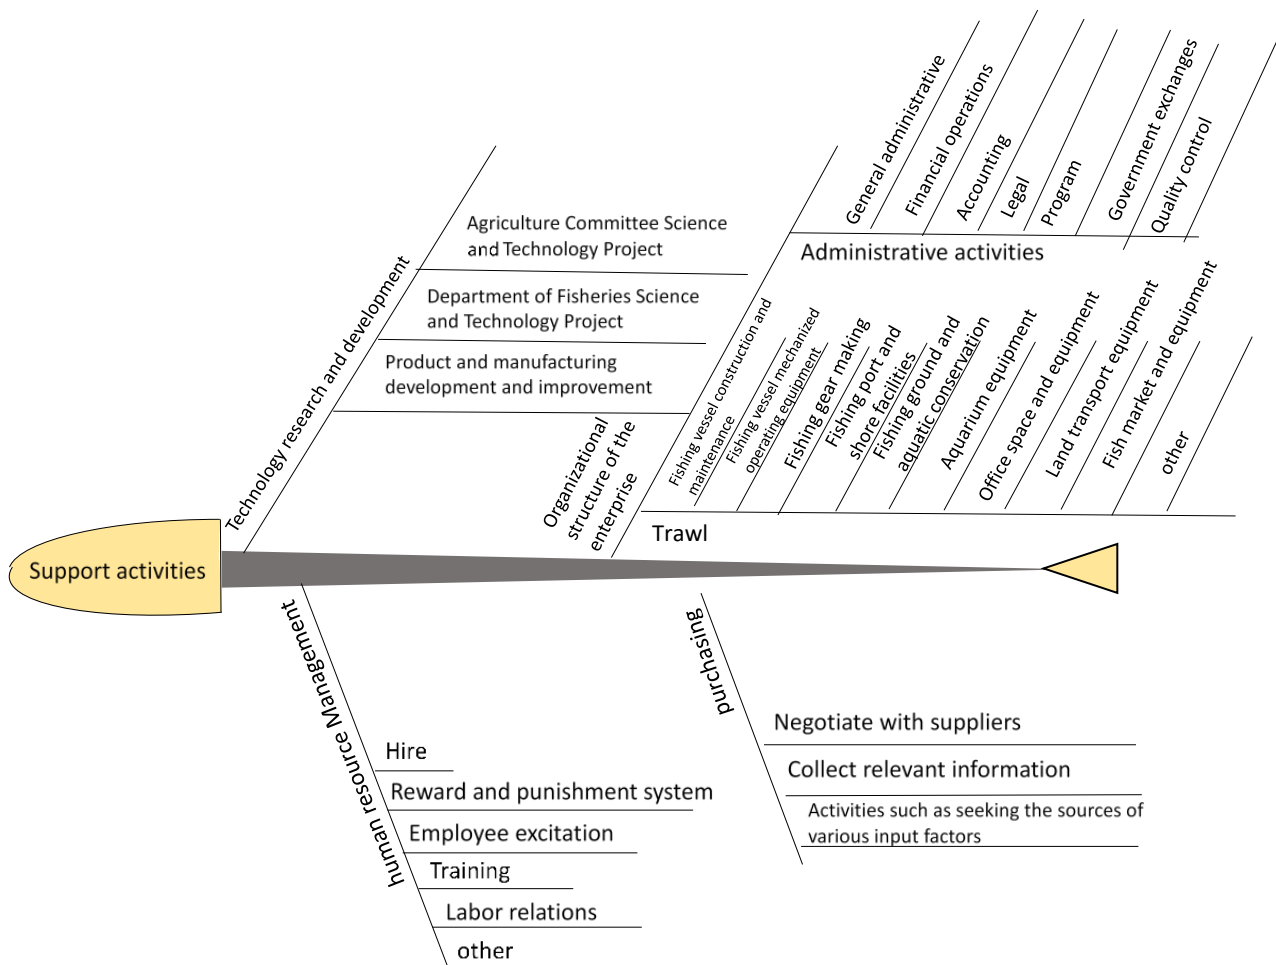 Support activities
Technology research and development
Agriculture Committee Science
and Technology Project
Department of Fisheries Science
and Technology Project
Product and manufacturing
development and improvement
Organizational
structure of the
enterprise
Administrative activities
General administrative
Financial operations
Accounting
Legal
Program
Government exchanges
Quality control
Trawl
Fishing vessel construction and
maintenance
Fishing vessel mechanized
operating equipment
Fishing gear making
Fishing port and
shore facilities
Fishing ground and
aquatic conservation
Aquarium equipment
Office space and equipment
Land transport equipment
Fish market and equipment
other
human resource Management
Hire
Reward and punishment system
Employee excitation
Training
Labor relations
other
purchasing
Negotiate with suppliers
Collect relevant information
Activities such as seeking the sources of
various input factors